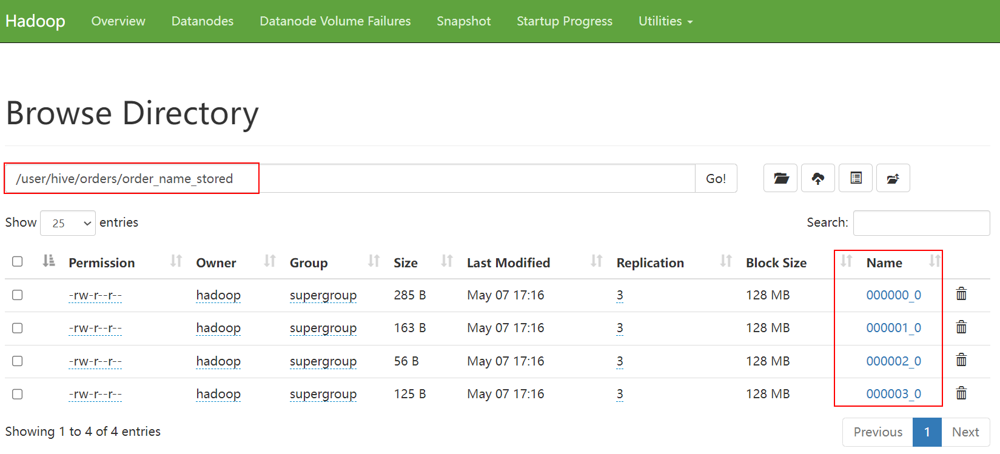 Hadoop Overview Datanodes Datanode Volume Failures Snapshot Startup Progress Utilities
Browse Directory
/user/hive/orders/order_name_stored Go!
Show 25 entries Search:
Permission Owner Group Size Last Modified Replication Block Size Name
-rw-r--r-- hadoop supergroup 285 B May 07 17:16 3 128 MB 000000_0
-rw-r--r-- hadoop supergroup 163 B May 07 17:16 3 128 MB 000001_0
-rw-r--r-- hadoop supergroup 56 B May 07 17:16 3 128 MB 000002_0
-rw-r--r-- hadoop supergroup 125 B May 07 17:16 3 128 MB 000003_0
Showing 1 to 4 of 4 entries Previous 1 Next